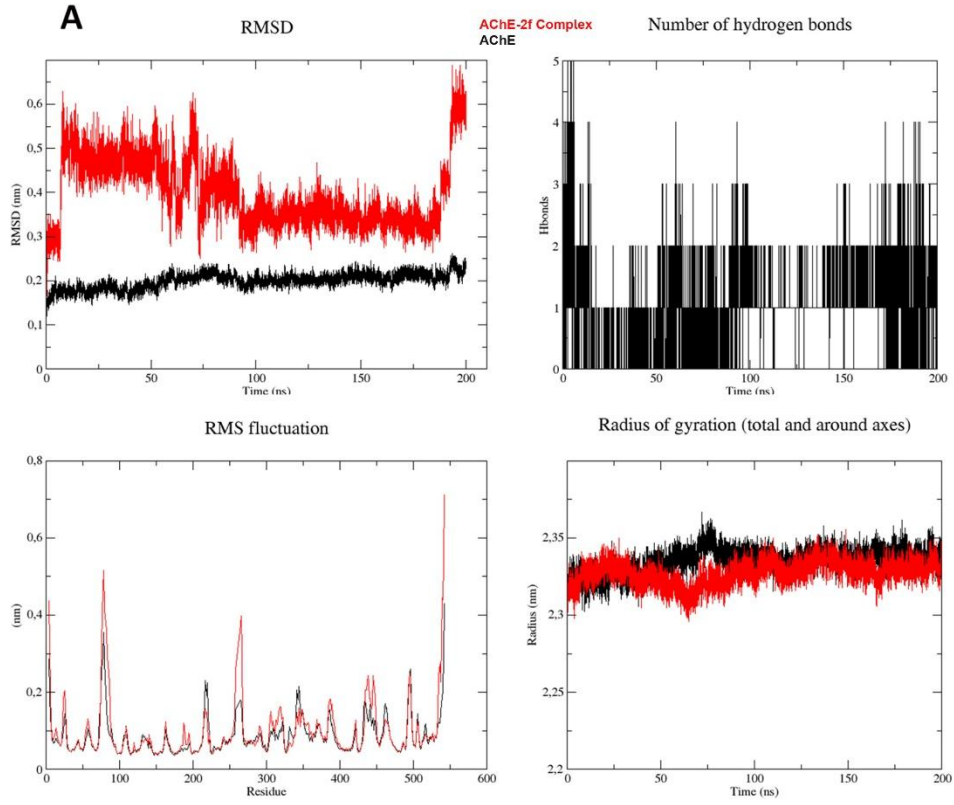 A
RMSD
AChE-2f Complex
AChE
Number of hydrogen bonds
RMSD (nm)
0,6
0,5
0,4
0,3
0,2
0,1
0
0 50 100 150 200
Time (ns)
Hbonds
5
4
3
2
1
0
0 50 100 150 200
Time (ns)
RMS fluctuation
(nm)
0,8
0,6
0,4
0,2
0
0 100 200 300 400 500 600
Residue
Radius of gyration (total and around axes)
Radius (nm)
2,35
2,3
2,25
2,2
0 50 100 150 200
Time (ns)